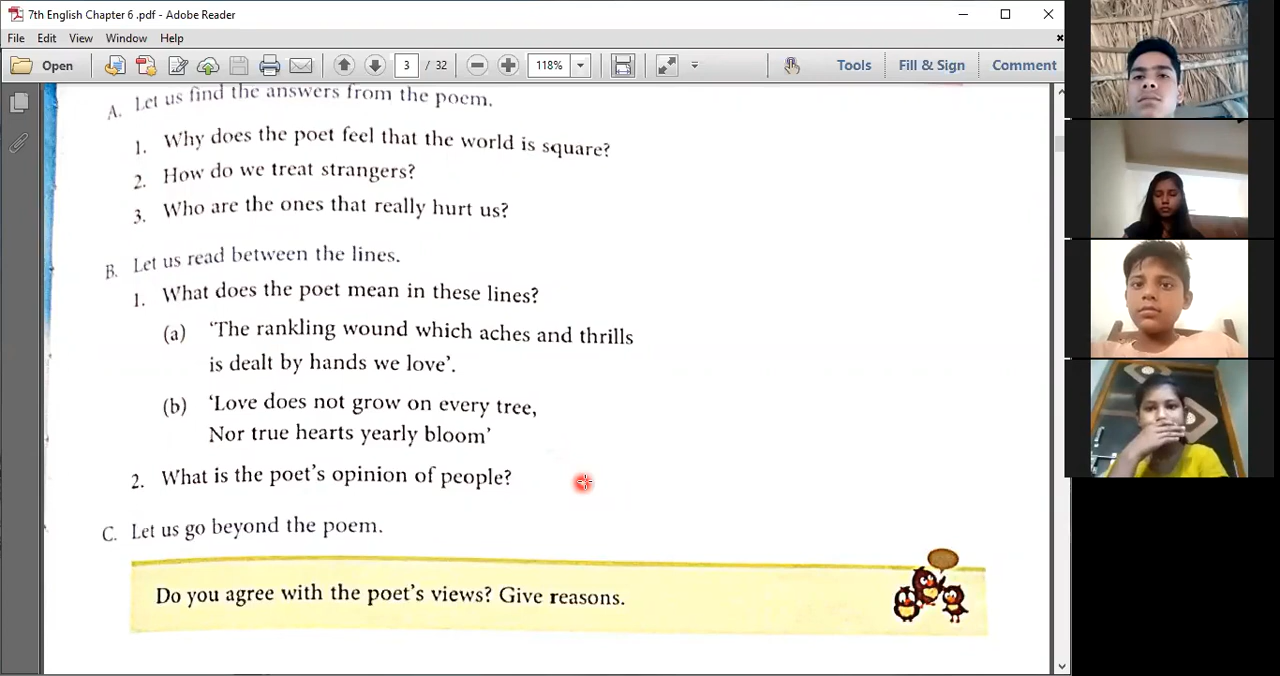 7th English Chapter 6 .pdf - Adobe Reader
File Edit View Window Help
Open 3 / 32 118% Tools Fill & Sign Comment
A. Let us find the answers from the poem.
1. Why does the poet feel that the world is square?
2. How do we treat strangers?
3. Who are the ones that really hurt us?
B. Let us read between the lines.
1. What does the poet mean in these lines?
(a) 'The rankling wound which aches and thrills
is dealt by hands we love'.
(b) 'Love does not grow on every tree,
Nor true hearts yearly bloom'
2. What is the poet's opinion of people?
C. Let us go beyond the poem.
Do you agree with the poet's views? Give reasons.